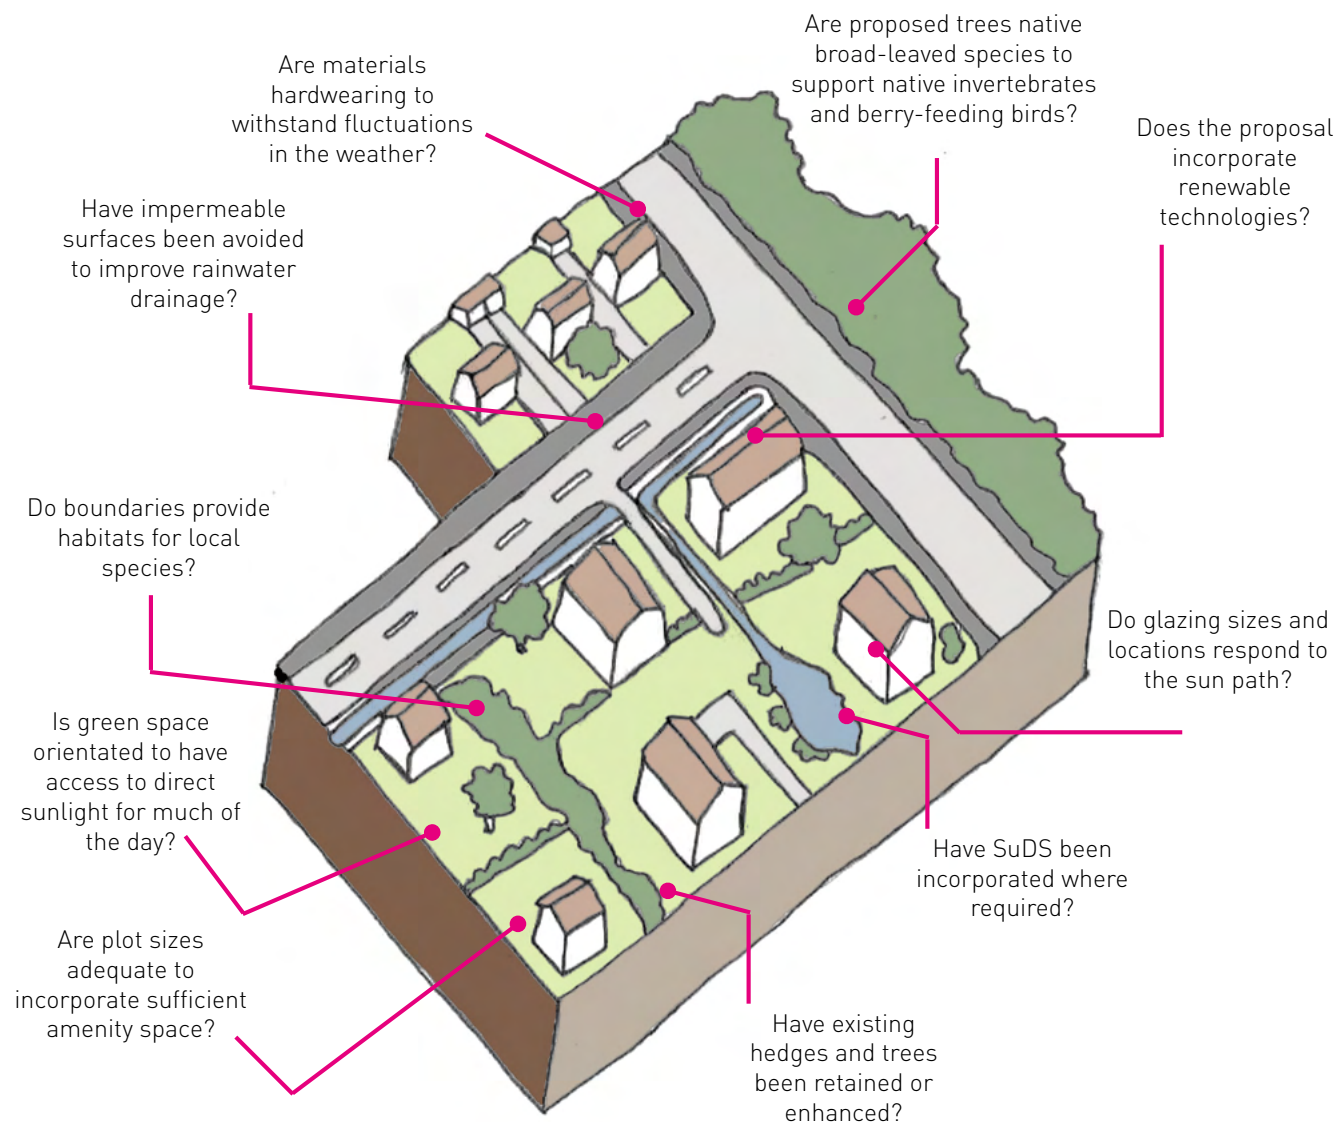 Are proposed trees native
broad-leaved species to
support native invertebrates
and berry-feeding birds?
Are materials
hardwearing to
withstand fluctuations
in the weather?
Does the proposal
incorporate
renewable
technologies?
Have impermeable
surfaces been avoided
to improve rainwater
drainage?
Do boundaries provide
habitats for local
species?
Do glazing sizes and
locations respond to
the sun path?
Is green space
orientated to have
access to direct
sunlight for much of
the day?
Have SuDS been
incorporated where
required?
Are plot sizes
adequate to
incorporate sufficient
amenity space?
Have existing
hedges and trees
been retained or
enhanced?